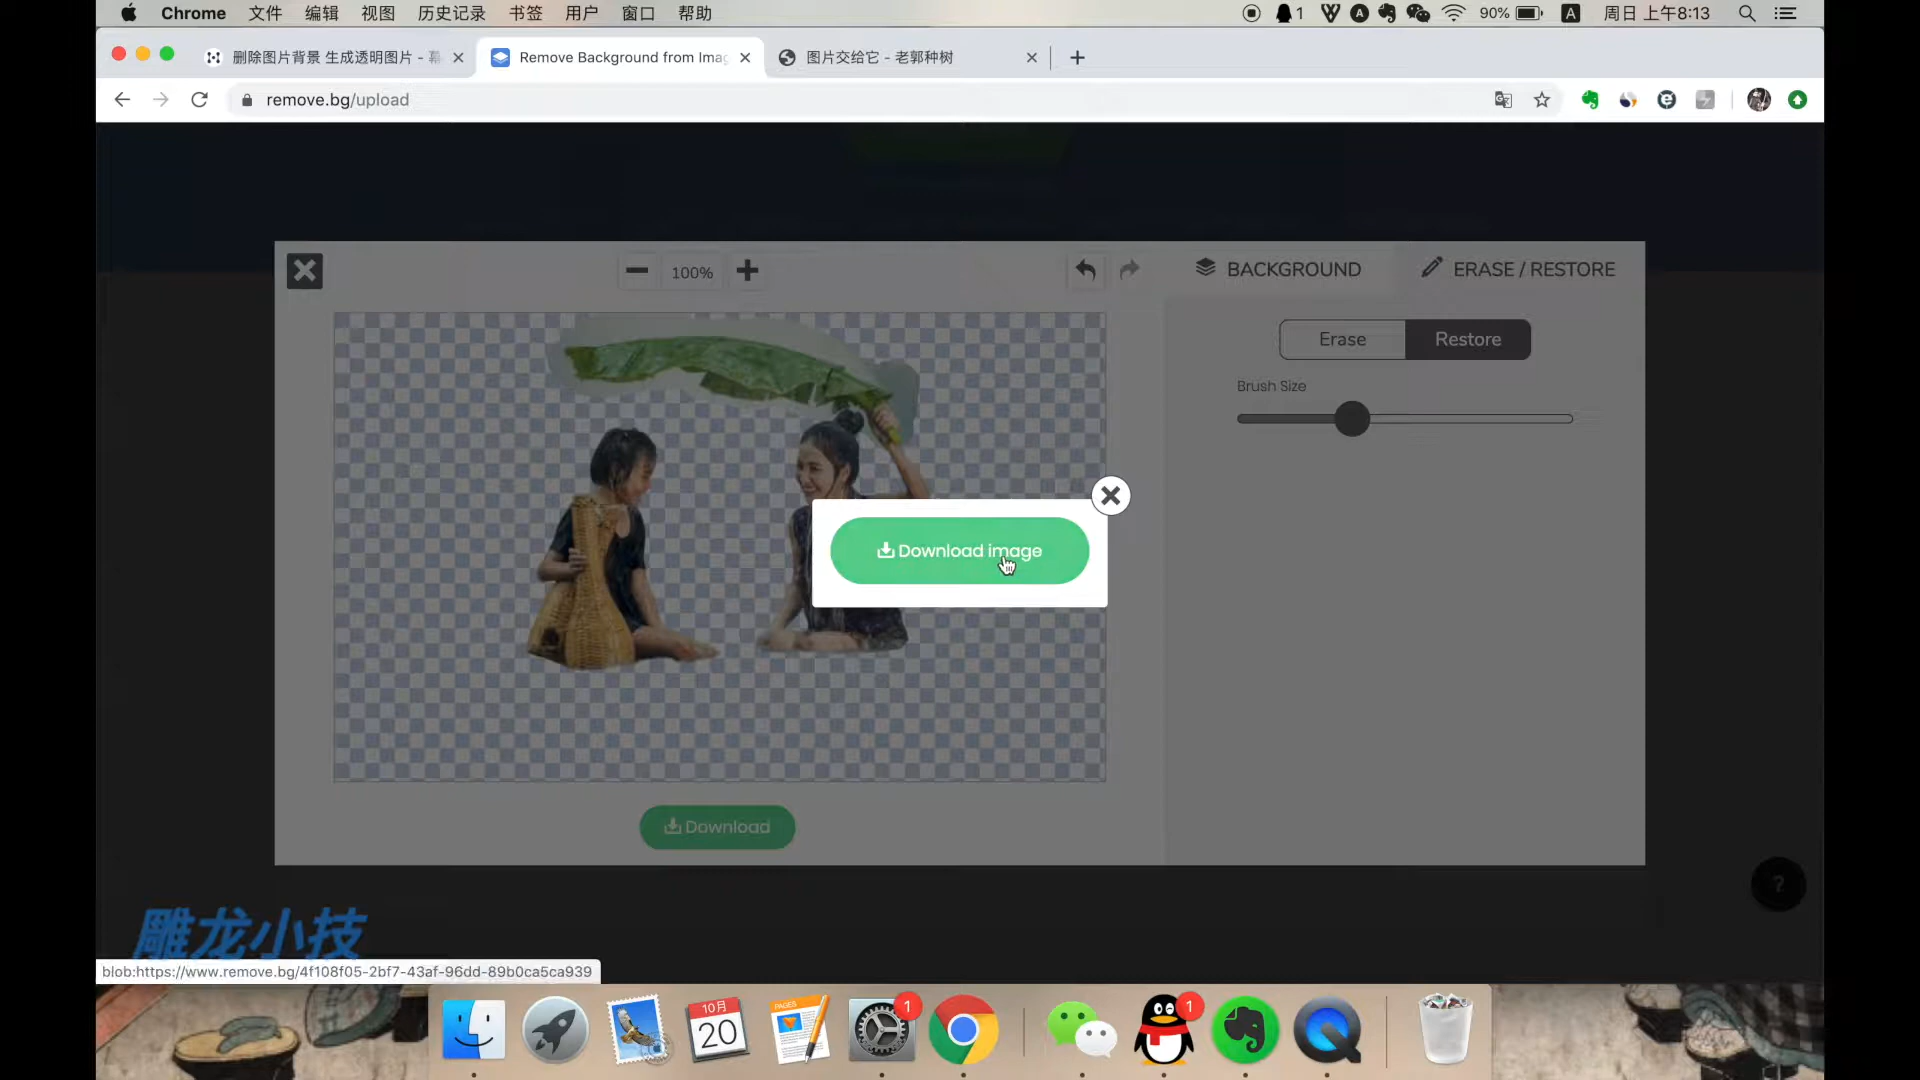 Chrome 文件 编辑 视图 历史记录 书签 用户 窗口 帮助 1 90% A 周日 上午8:13
删除图片背景 生成透明图片 - Remove Background from Imag 图片交给它 - 老郭种树
remove.bg/upload
100% BACKGROUND ERASE / RESTORE
Erase Restore
Brush Size
Download image
Download
?
雕龙小技
blob:https://www.remove.bg/4f108f05-2bf7-43af-96dd-89b0ca5ca939
10月
20
PAGES
1
1